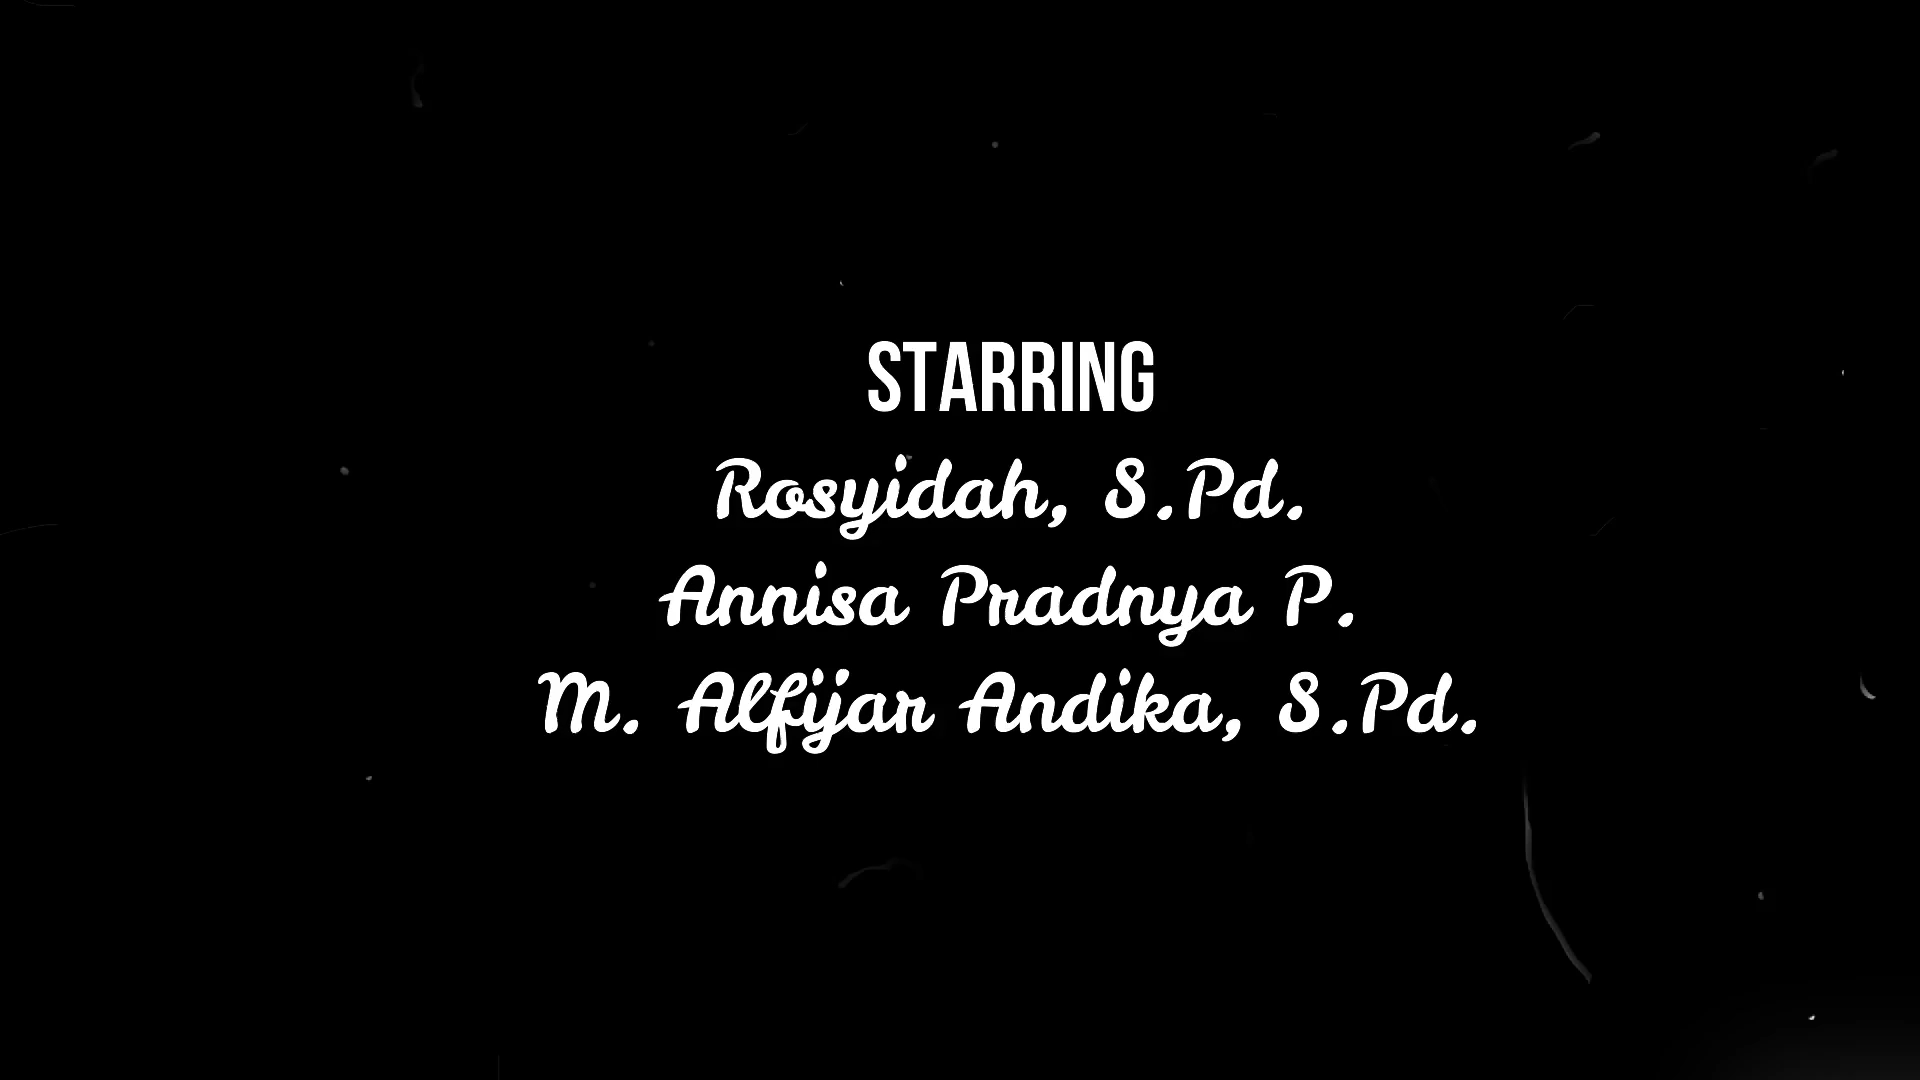 STARRING
Rosyidah, S.Pd.
Annisa Pradnya P.
M. Alfijar Andika, S.Pd.